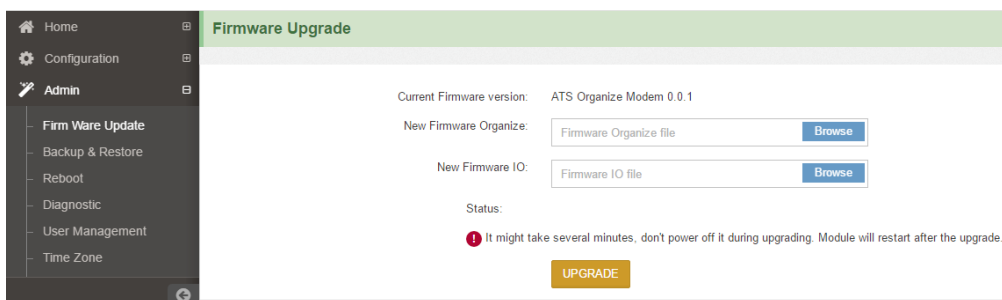 Home
Configuration
Admin
Firm Ware Update
Backup & Restore
Reboot
Diagnostic
User Management
Time Zone
Firmware Upgrade
Current Firmware version: ATS Organize Modem 0.0.1
New Firmware Organize: Firmware Organize file Browse
New Firmware IO: Firmware IO file Browse
Status:
It might take several minutes, don't power off it during upgrading. Module will restart after the upgrade.
UPGRADE